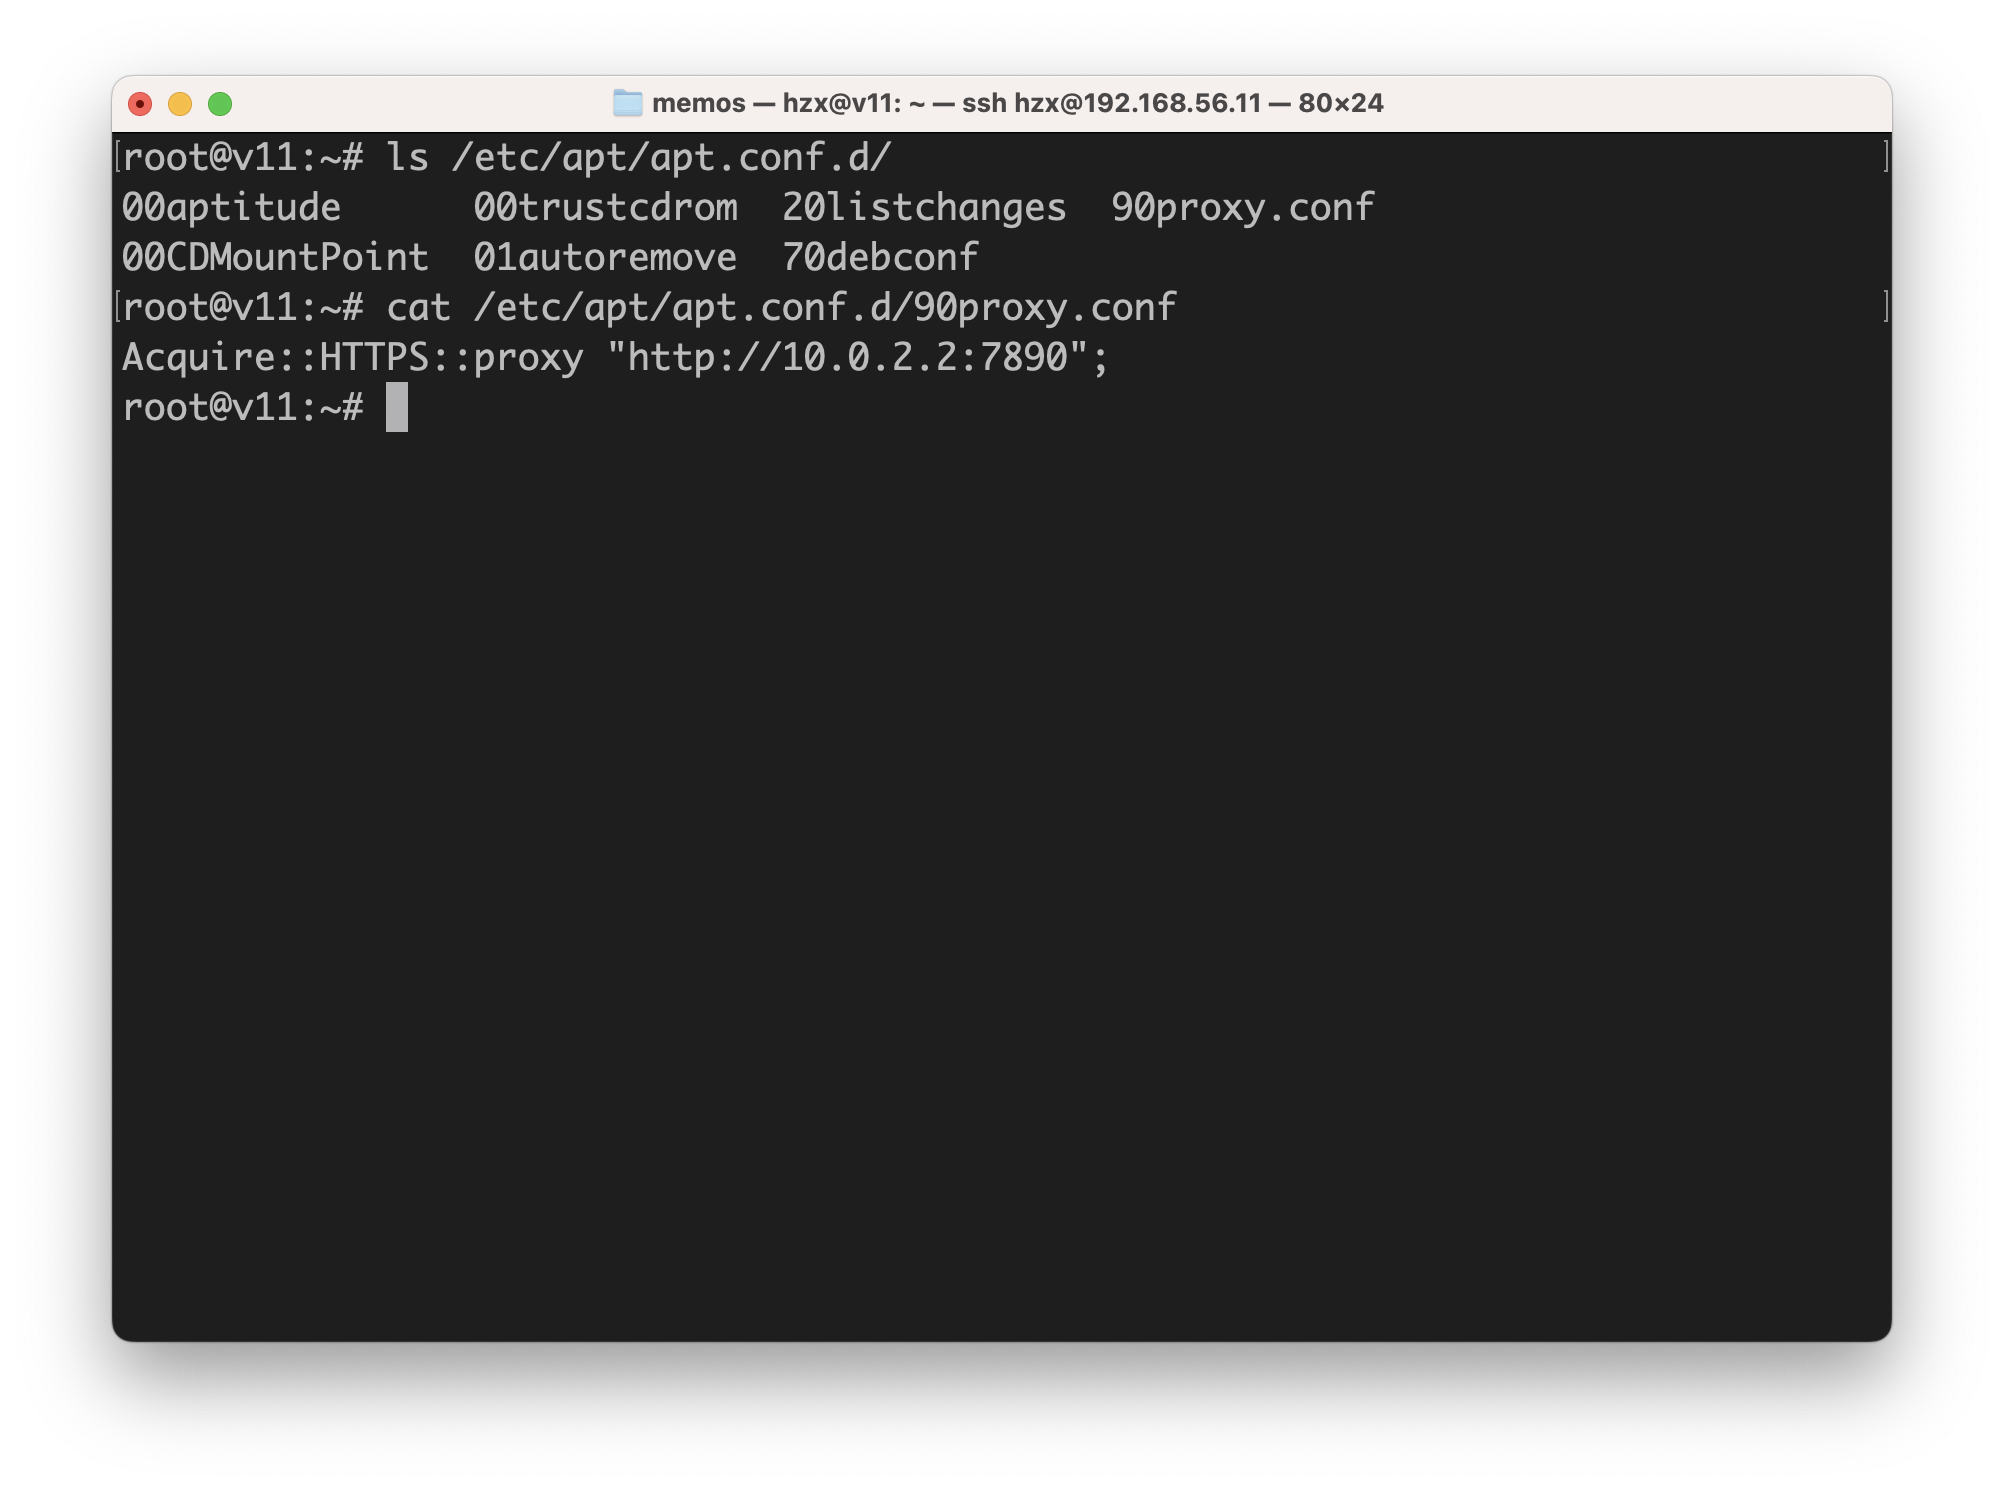 memos — hzx@v11: ~ — ssh hzx@192.168.56.11 — 80×24
[root@v11:~# ls /etc/apt/apt.conf.d/ ]
00aptitude      00trustcdrom  20listchanges  90proxy.conf
00CDMountPoint  01autoremove  70debconf
[root@v11:~# cat /etc/apt/apt.conf.d/90proxy.conf ]
Acquire::HTTPS::proxy "http://10.0.2.2:7890";
root@v11:~#